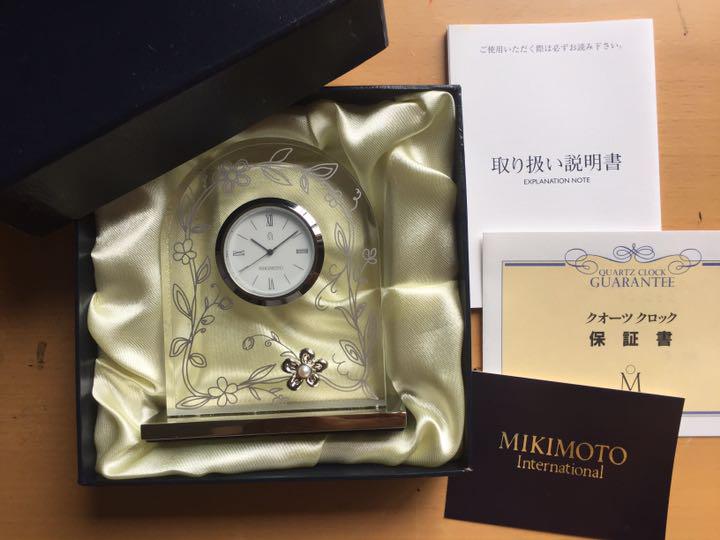 MIKIMOTO
ご使用いただく際は必ずお読み下さい。
取り扱い説明書
EXPLANATION NOTE
QUARTZ CLOCK
GUARANTEE
クオーツ クロック
保証書
M
MIKIMOTO
International